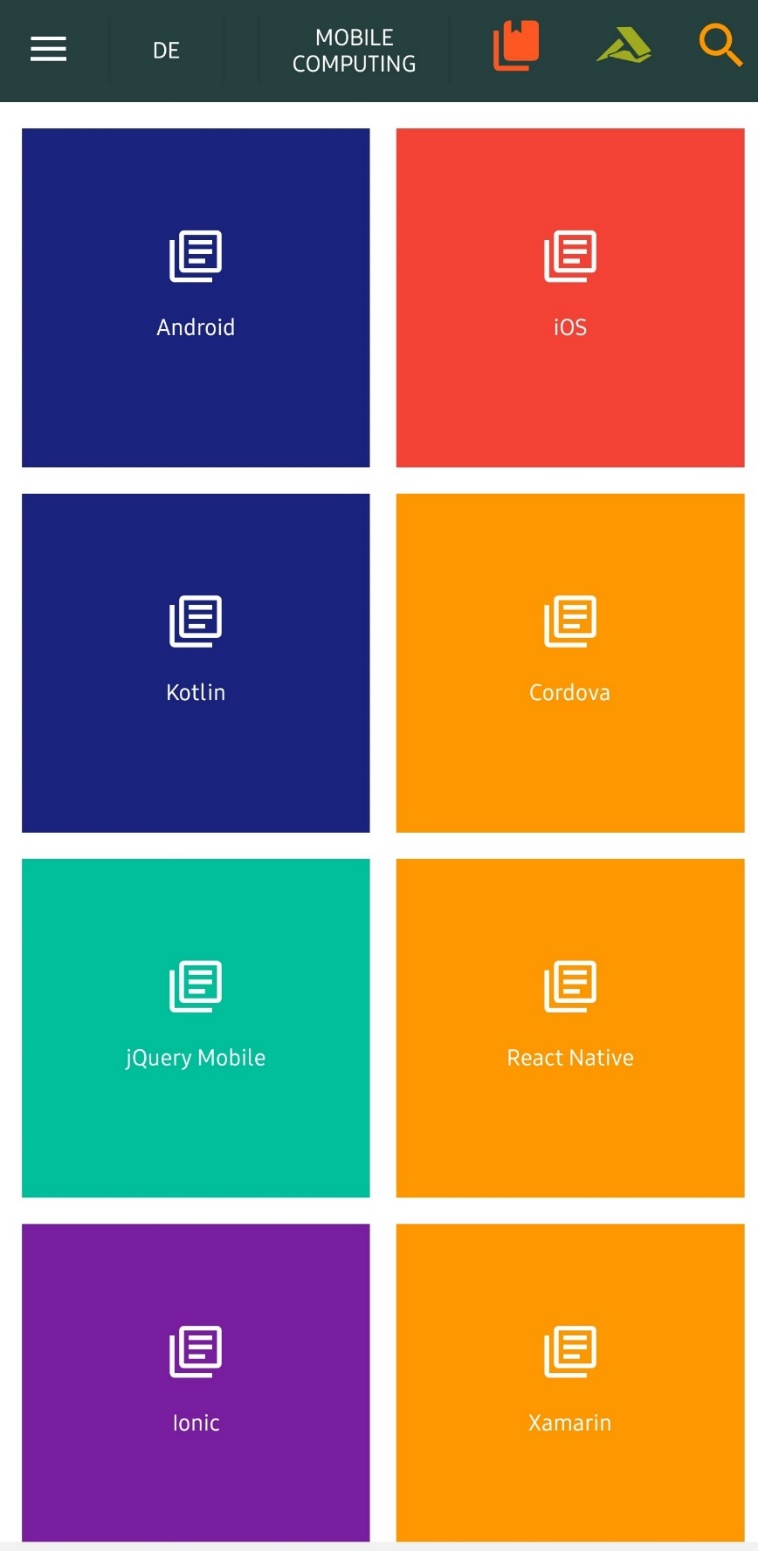 DE
MOBILE
COMPUTING
Android
iOS
Kotlin
Cordova
jQuery Mobile
React Native
Ionic
Xamarin